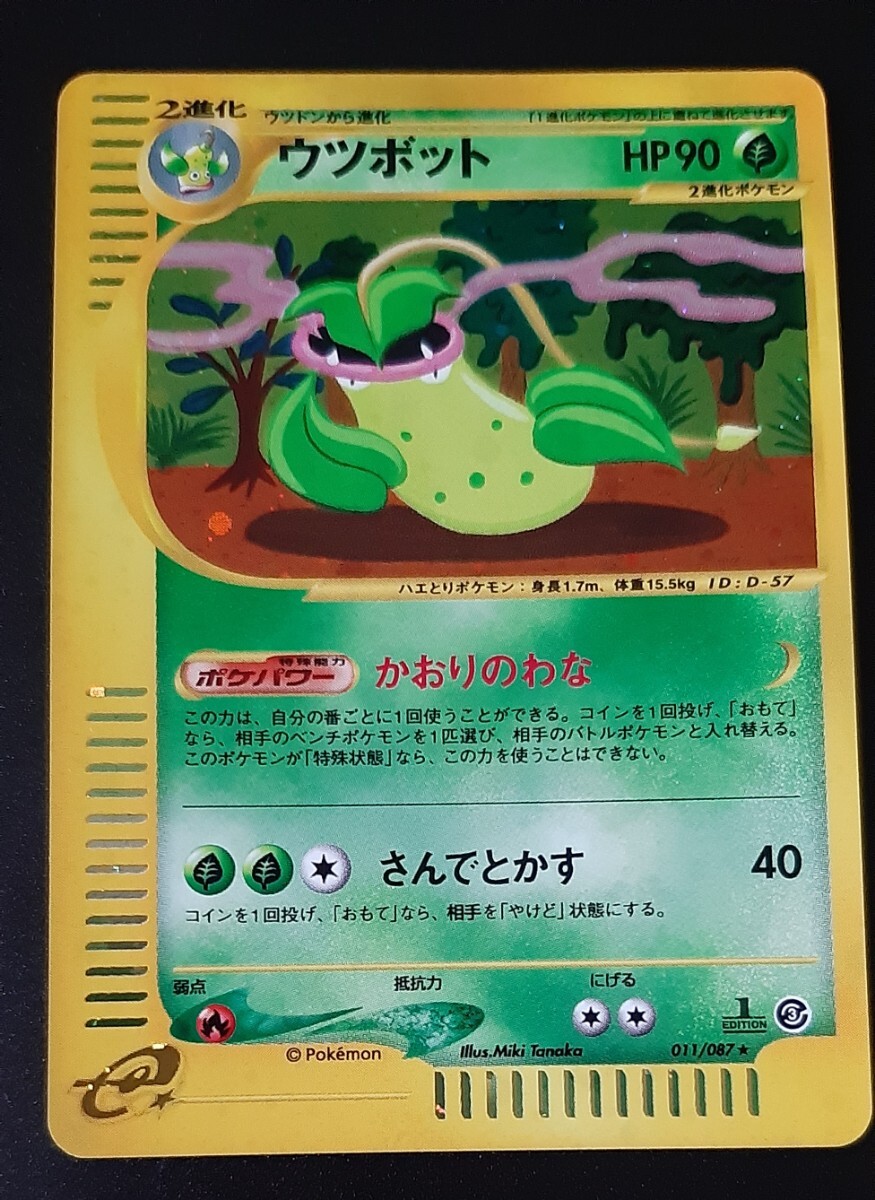 2進化
ウツドンから進化
「1進化ポケモン」の上に重ねて進化させます
ウツボット
HP90
2進化ポケモン
ハエとりポケモン：身長1.7m、体重15.5kg ID：D-57
特殊能力
ポケパワー
かおりのわな
この力は、自分の番ごとに1回使うことができる。コインを1回投げ、「おもて」
なら、相手のベンチポケモンを1匹選び、相手のバトルポケモンと入れ替える。
このポケモンが「特殊状態」なら、この力を使うことはできない。
さんでとかす 40
コインを1回投げ、「おもて」なら、相手を「やけど」状態にする。
弱点 抵抗力 にげる
1
EDITION
3
©Pokémon Illus.Miki Tanaka 011/087★
e